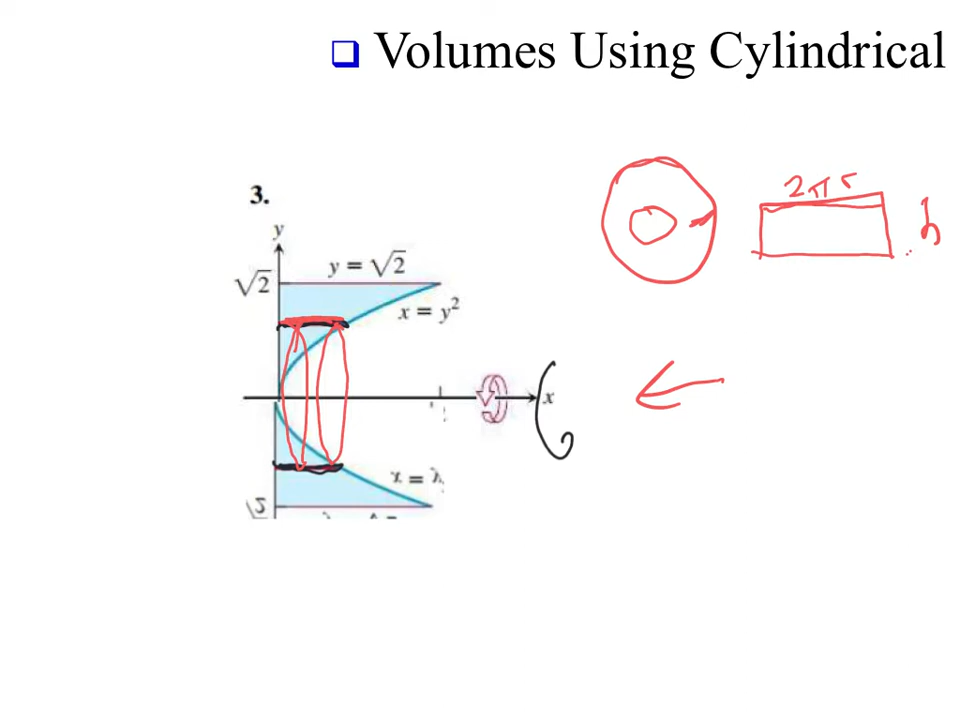 Volumes Using Cylindrical
2πr
h
3.
y
y = √2
√2
x = y²
x